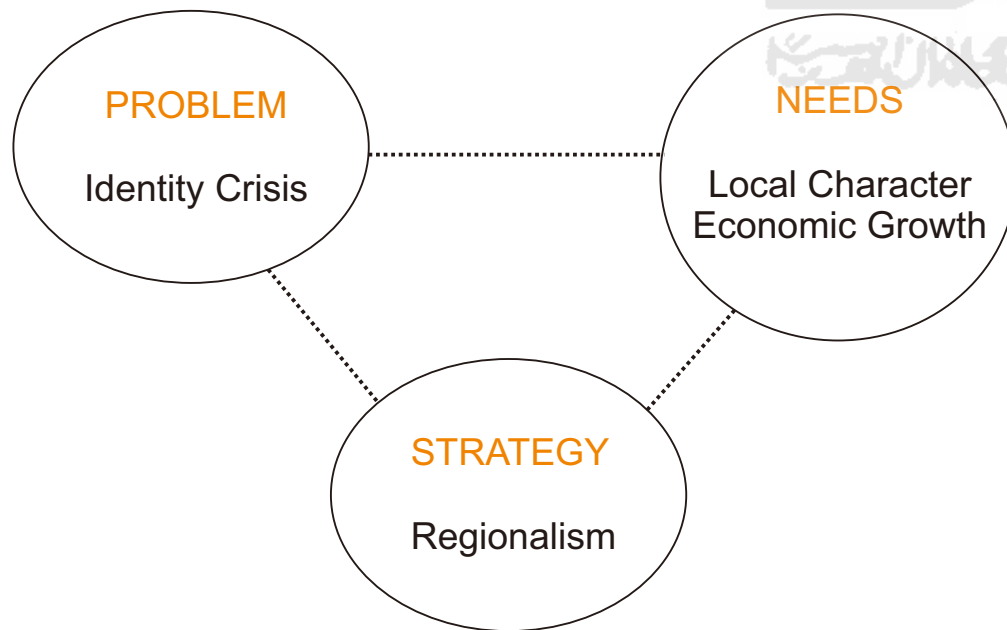 PROBLEM
Identity Crisis
NEEDS
Local Character
Economic Growth
STRATEGY
Regionalism